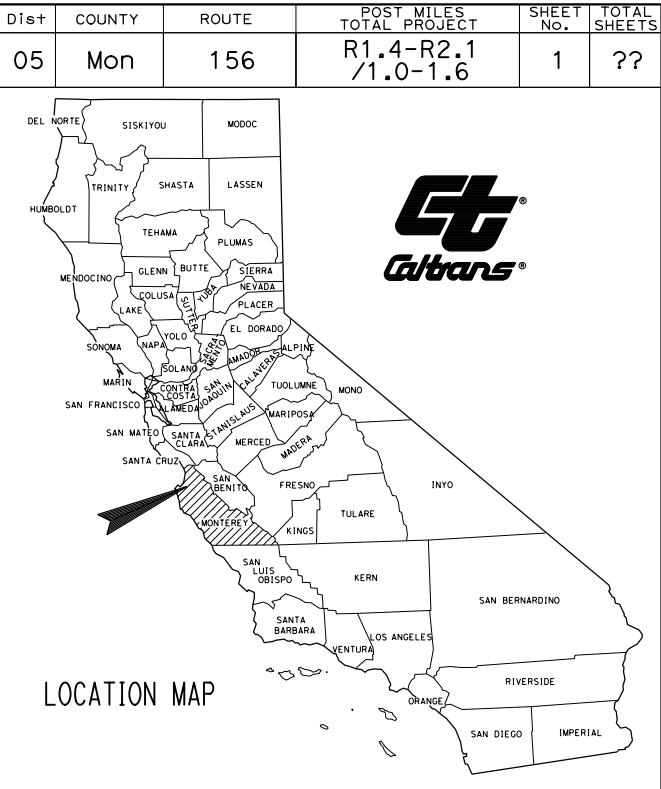 Dist COUNTY ROUTE POST MILES TOTAL PROJECT SHEET No. TOTAL SHEETS
05 Mon 156 R1.4-R2.1 /1.0-1.6 1 ??
DEL NORTE
SISKIYOU
MODOC
TRINITY
SHASTA
LASSEN
HUMBOLDT
TEHAMA
PLUMAS
Ct ®
Caltrans ®
MENDOCINO
GLENN
BUTTE
SIERRA
NEVADA
COLUSA
YUBA
PLACER
LAKE
SUTTER
EL DORADO
YOLO
SONOMA
NAPA
SACRA
MENTO
AMADOR
ALPINE
SOLANO
CALAVERAS
MARIN
CONTRA
COSTA
SAN
JOAQUIN
TUOLUMNE
MONO
SAN FRANCISCO
ALAMEDA
STANISLAUS
MARIPOSA
SAN MATEO
SANTA
CLARA
MERCED
MADERA
SANTA CRUZ
SAN
BENITO
FRESNO
INYO
MONTEREY
KINGS
TULARE
SAN
LUIS
OBISPO
KERN
SAN BERNARDINO
SANTA
BARBARA
VENTURA
LOS ANGELES
LOCATION MAP
ORANGE
RIVERSIDE
SAN DIEGO
IMPERIAL